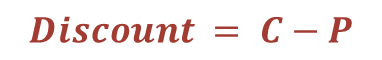 Discount = C − P